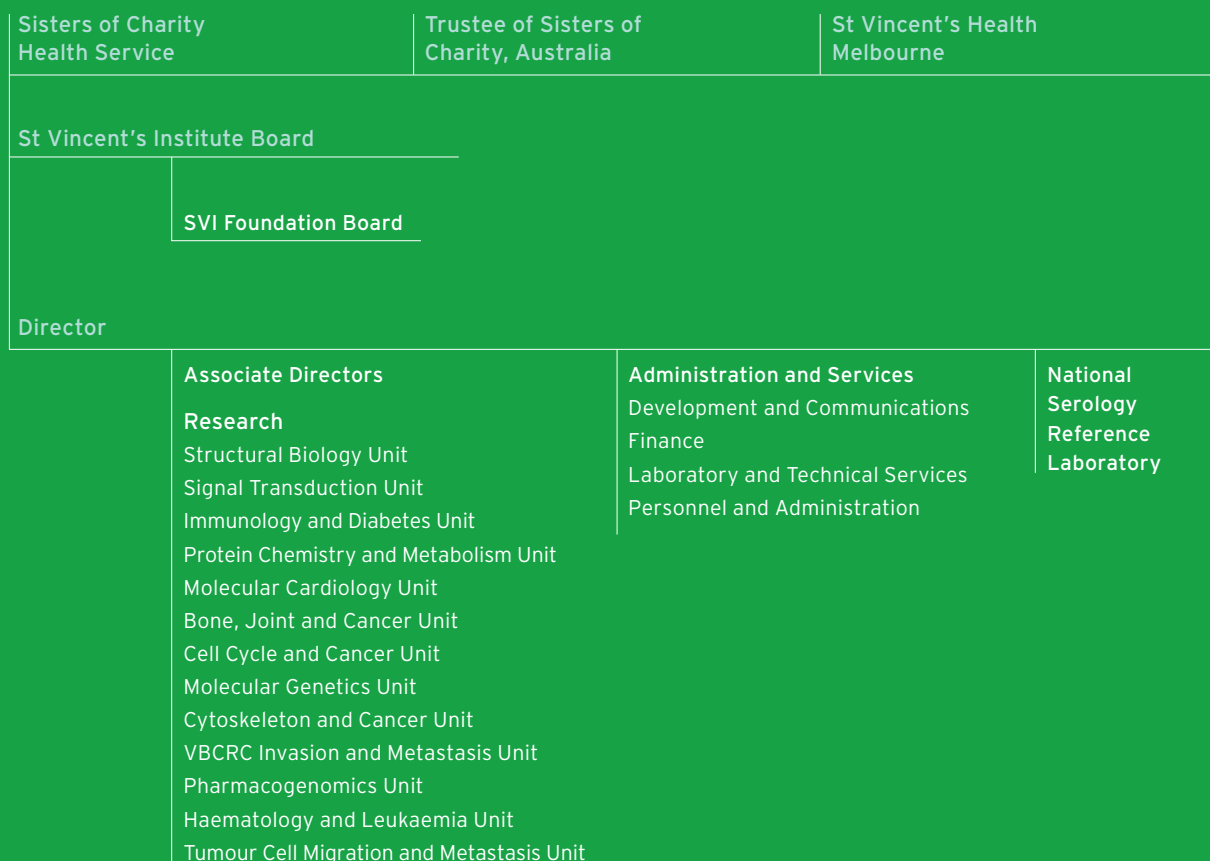 Sisters of Charity
Health Service
Trustee of Sisters of
Charity, Australia
St Vincent's Health
Melbourne
St Vincent's Institute Board
SVI Foundation Board
Director
Associate Directors
Research
Structural Biology Unit
Signal Transduction Unit
Immunology and Diabetes Unit
Protein Chemistry and Metabolism Unit
Molecular Cardiology Unit
Bone, Joint and Cancer Unit
Cell Cycle and Cancer Unit
Molecular Genetics Unit
Cytoskeleton and Cancer Unit
VBCRC Invasion and Metastasis Unit
Pharmacogenomics Unit
Haematology and Leukaemia Unit
Tumour Cell Migration and Metastasis Unit
Administration and Services
Development and Communications
Finance
Laboratory and Technical Services
Personnel and Administration
National
Serology
Reference
Laboratory